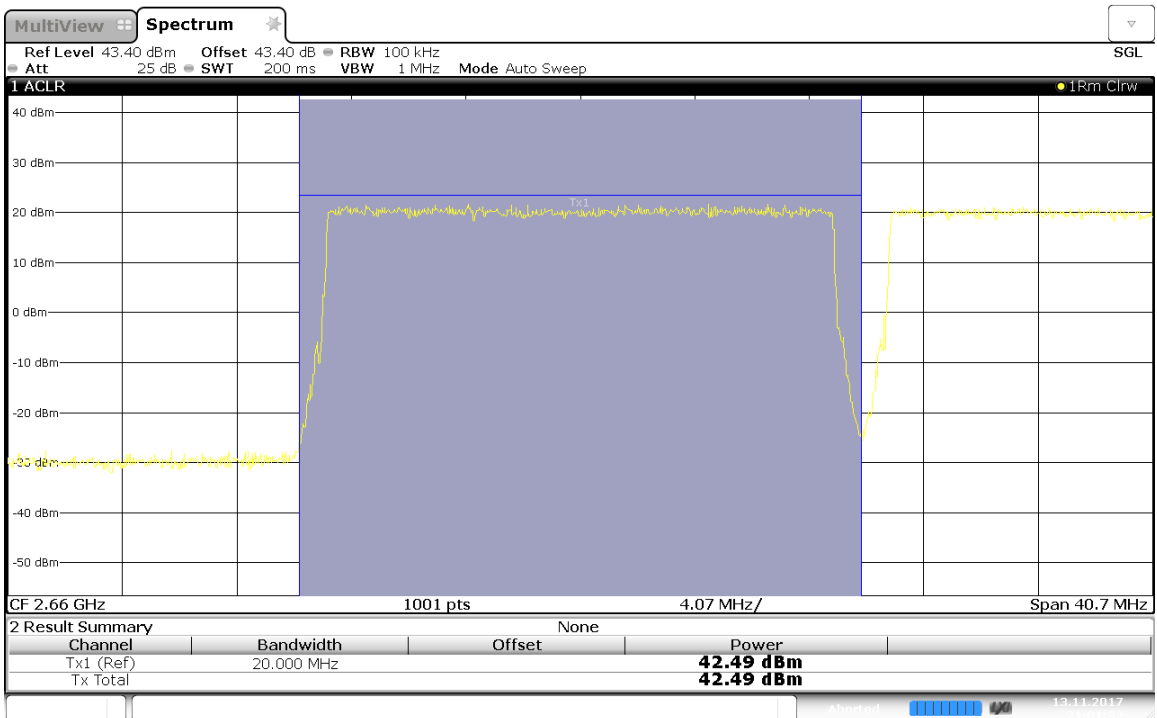 MultiView Spectrum
Ref Level 43.40 dBm Offset 43.40 dB RBW 100 kHz SGL
Att 25 dB SWT 200 ms VBW 1 MHz Mode Auto Sweep
1 ACLR 1Rm Clrw
40 dBm
30 dBm
Tx1
20 dBm
10 dBm
0 dBm
-10 dBm
-20 dBm
-40 dBm
-50 dBm
CF 2.66 GHz 1001 pts 4.07 MHz/ Span 40.7 MHz
2 Result Summary None
Channel Bandwidth Offset Power
Tx1 (Ref) 20.000 MHz 42.49 dBm
Tx Total 42.49 dBm
Aborted LXI 13.11.2017